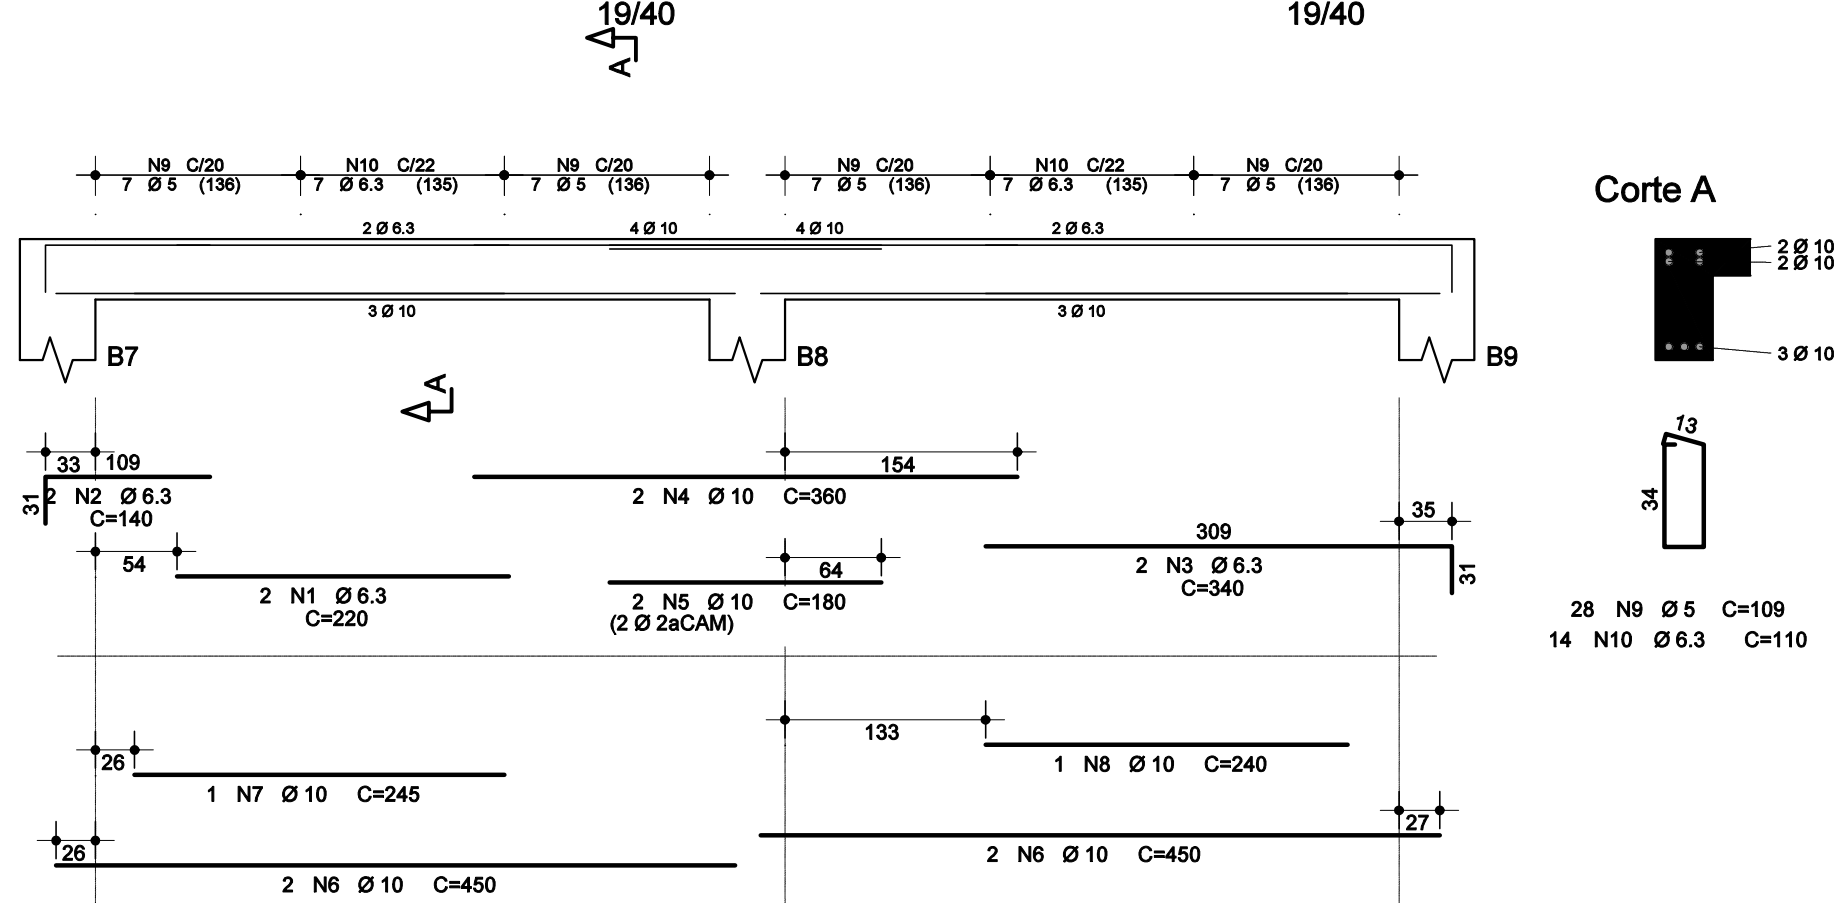 19/40 19/40
A
N9 C/20 N10 C/22 N9 C/20 N9 C/20 N10 C/22 N9 C/20
7 Ø 5 (136) 7 Ø 6.3 (135) 7 Ø 5 (136) 7 Ø 5 (136) 7 Ø 6.3 (135) 7 Ø 5 (136)
Corte A
2 Ø 6.3 4 Ø 10 4 Ø 10 2 Ø 6.3
2 Ø 10
2 Ø 10
3 Ø 10 3 Ø 10
3 Ø 10
B7 B8 B9
A
13
33 109 154
31
2 N2 Ø 6.3
C=140
2 N4 Ø 10 C=360
34
35
309
2 N3 Ø 6.3
C=340
31
54
2 N1 Ø 6.3
C=220
64
2 N5 Ø 10 C=180
(2 Ø 2aCAM)
28 N9 Ø 5 C=109
14 N10 Ø 6.3 C=110
133
1 N8 Ø 10 C=240
26
1 N7 Ø 10 C=245
27
2 N6 Ø 10 C=450
26
2 N6 Ø 10 C=450